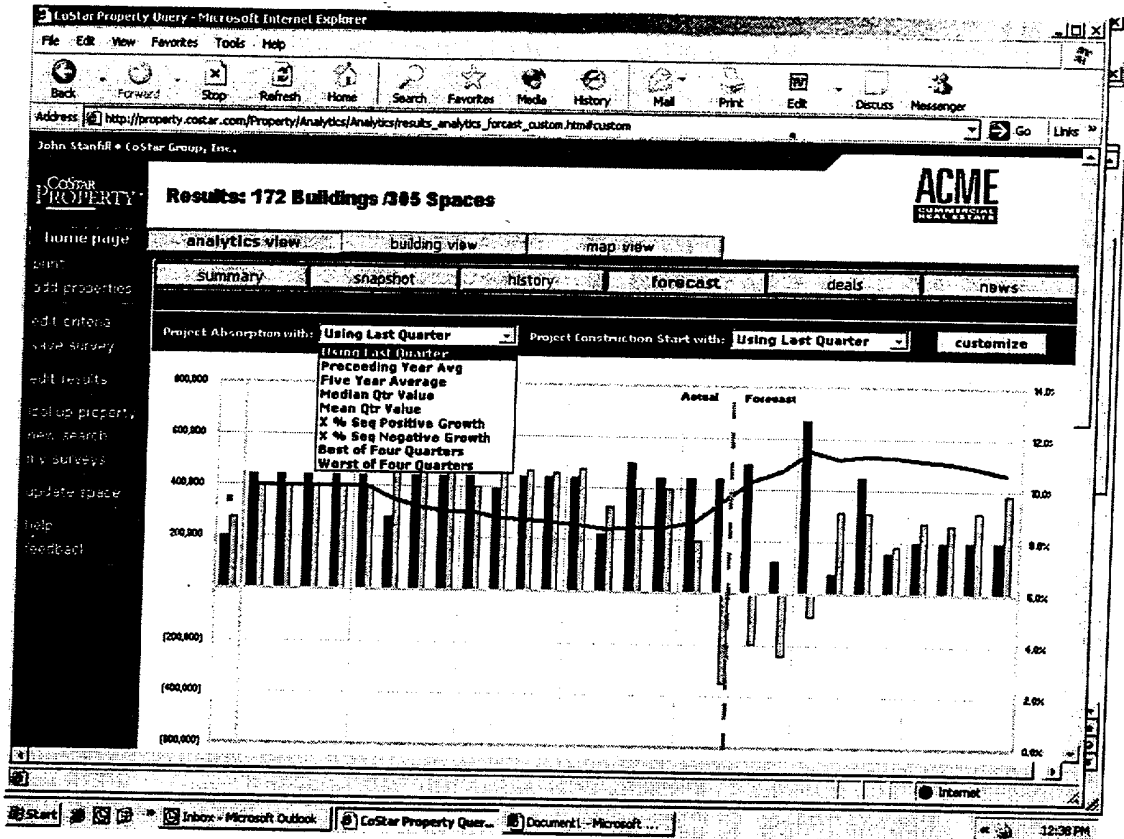 CoStar Property Query - Microsoft Internet Explorer
File Edit View Favorites Tools Help
Back Forward Stop Refresh Home Search Favorites Media History Mail Print Edit Discuss Messenger
Address http://property.costar.com/Property/Analytics/Analytics/results_analytics_forcast_custom.htm#custom Go Links »
John Stanfill • CoStar Group, Inc.
COSTAR
PROPERTY
Results: 172 Buildings /305 Spaces
ACME
COMMERCIAL
REAL ESTATE
home page
analytics view building view map view
print
summary snapshot history forecast deals news
add properties
edit criteria
save survey
Project Absorption with: Using Last Quarter Project Construction Start with: Using Last Quarter customize
Using Last Quarter
Preceeding Year Avg
Five Year Average
Median Qtr Value
Mean Qtr Value
X % Seq Positive Growth
X % Seq Negative Growth
Best of Four Quarters
Worst of Four Quarters
edit results
lookup property
new search
my surveys
update space
help
feedback
800,000
600,000
400,000
200,000
-
[200,000]
[400,000]
Actual Forecast
14.0%
12.0%
10.0%
6.0%
4.0%
2.0%
0.0%
Internet
Start » Inbox - Microsoft Outlook CoStar Property Quer... Document1 - Microsoft ... « 12:38 PM